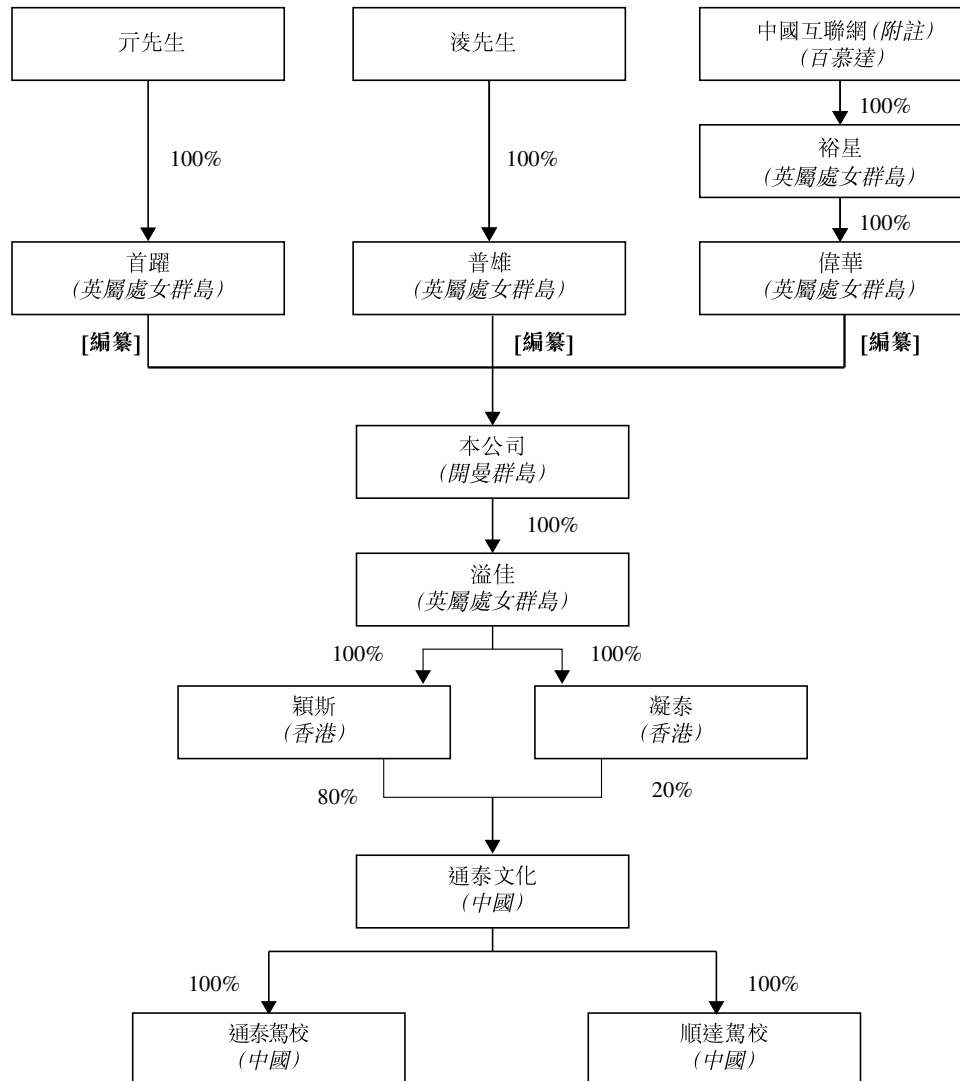 亓先生
淩先生
中國互聯網(附註)
(百慕達)
100%
100%
100%
裕星
(英屬處女群島)
100%
首躍
(英屬處女群島)
普雄
(英屬處女群島)
偉華
(英屬處女群島)
[編纂]
[編纂]
[編纂]
本公司
(開曼群島)
100%
溢佳
(英屬處女群島)
100%
100%
穎斯
(香港)
凝泰
(香港)
80%
20%
通泰文化
(中國)
100%
100%
通泰駕校
(中國)
順達駕校
(中國)